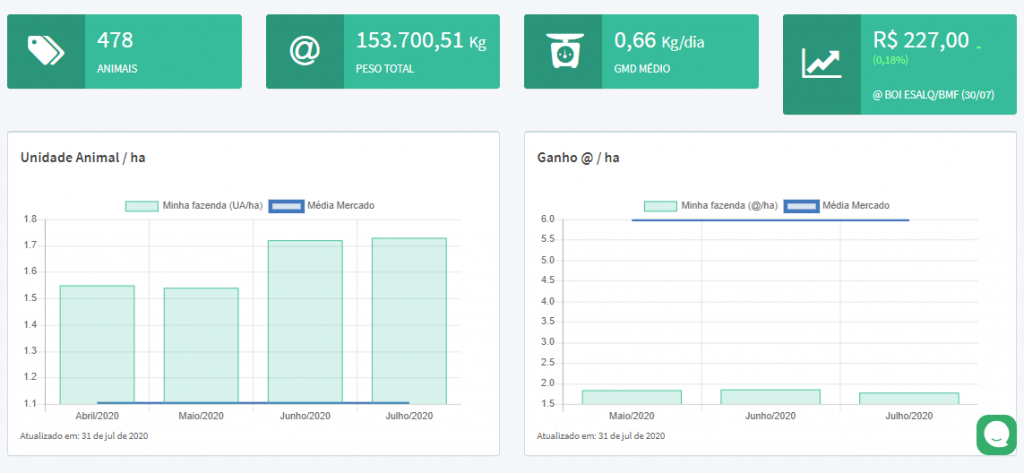 478
ANIMAIS
@
153.700,51 Kg
PESO TOTAL
0,66 Kg/dia
GMD MÉDIO
R$ 227,00
(0,18%)
@ BOI ESALQ/BMF (30/07)
Unidade Animal / ha
Minha fazenda (UA/ha) Média Mercado
1.8
1.7
1.6
1.5
1.4
1.3
1.2
1.1
Abril/2020 Maio/2020 Junho/2020 Julho/2020
Atualizado em: 31 de jul de 2020
Ganho @ / ha
Minha fazenda (@/ha) Média Mercado
6.0
5.5
5.0
4.5
4.0
3.5
3.0
2.5
2.0
1.5
Maio/2020 Junho/2020 Julho/2020
Atualizado em: 31 de jul de 2020